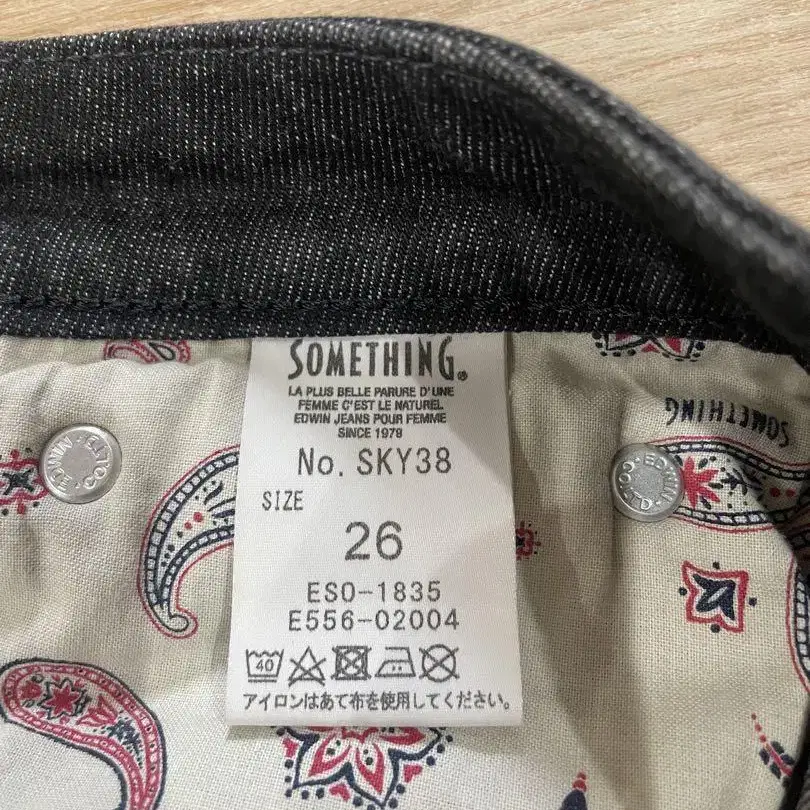 SOMETHING®
LA PLUS BELLE PARURE D'UNE
FEMME C'EST LE NATUREL.
EDWIN JEANS POUR FEMME
SINCE 1979
No. SKY38
SIZE
26
ESO-1835
E556-02004
40
アイロンはあて布を使用してください。
EDWIN・CO.LTD
EDWIN・CO.LTD
SOMETHING